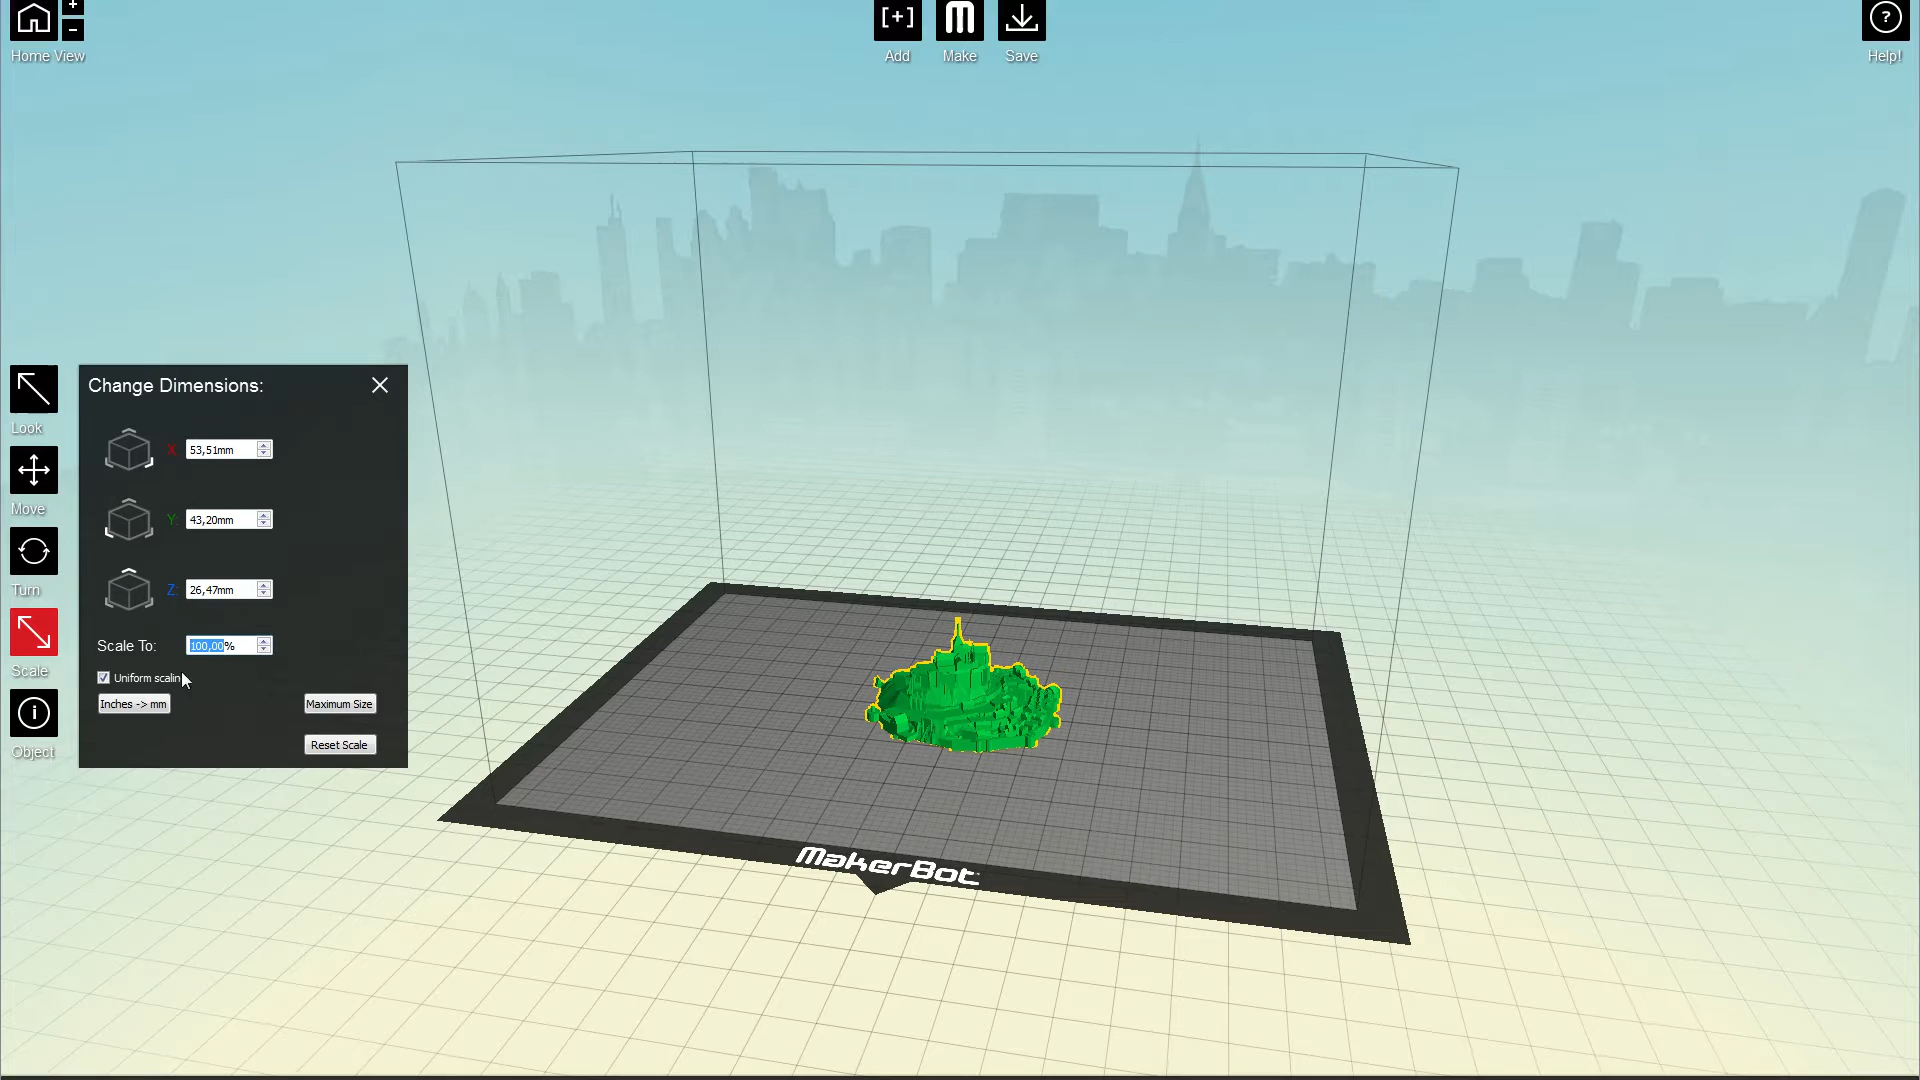 +
-
Home View
[+]
Add
M
Make
Save
?
Help!
Look
Move
Turn
Scale
i
Object
Change Dimensions:
X: 53,51mm
Y: 43,20mm
Z: 26,47mm
Scale To: 100,00%
Uniform scalin
Inches -> mm
Maximum Size
Reset Scale
MakerBot